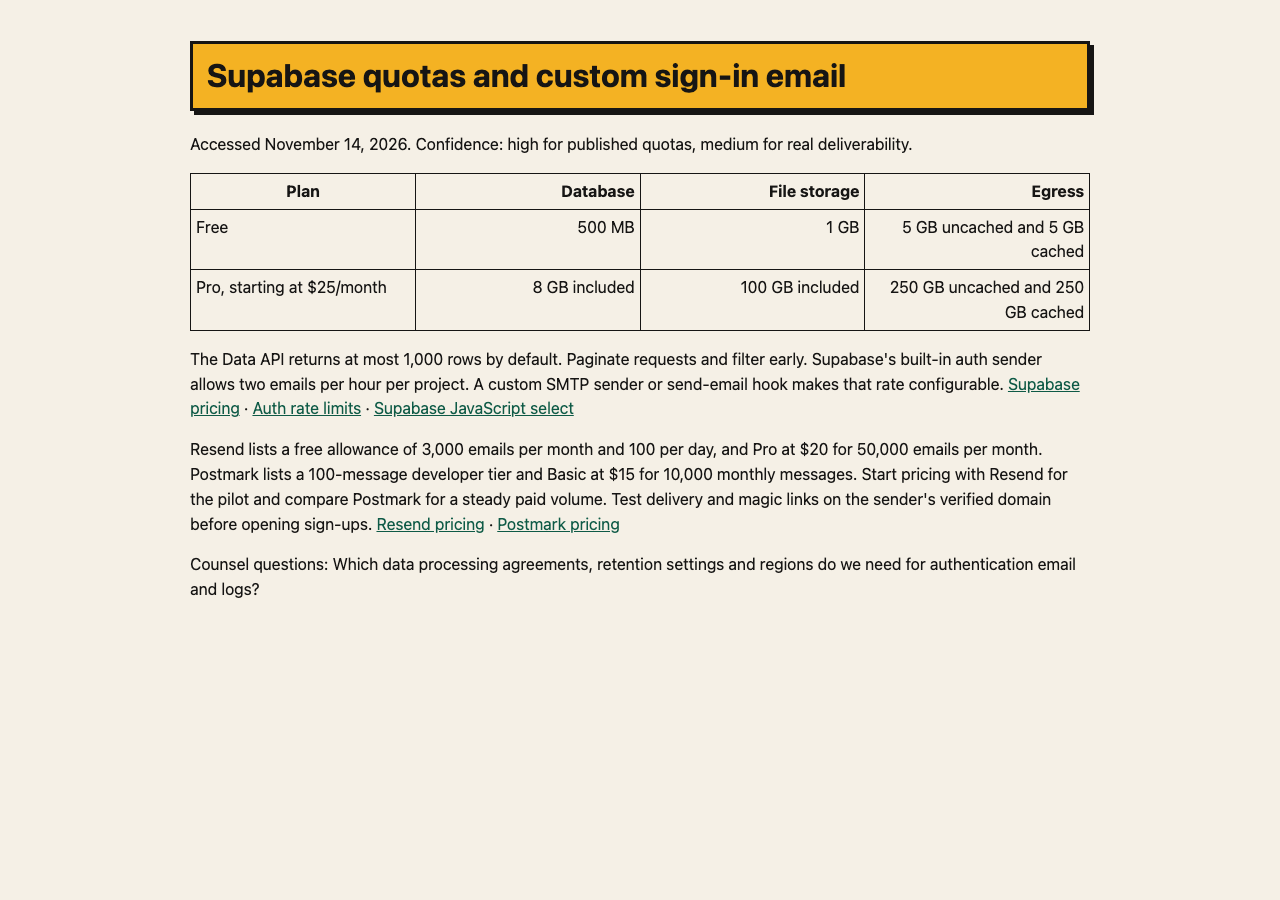 Supabase quotas and custom sign-in email
Accessed November 14, 2026. Confidence: high for published quotas, medium for real deliverability.
Plan Database File storage Egress
Free 500 MB 1 GB 5 GB uncached and 5 GB
cached
Pro, starting at $25/month 8 GB included 100 GB included 250 GB uncached and 250
GB cached
The Data API returns at most 1,000 rows by default. Paginate requests and filter early. Supabase's built-in auth sender
allows two emails per hour per project. A custom SMTP sender or send-email hook makes that rate configurable. Supabase
pricing · Auth rate limits · Supabase JavaScript select
Resend lists a free allowance of 3,000 emails per month and 100 per day, and Pro at $20 for 50,000 emails per month.
Postmark lists a 100-message developer tier and Basic at $15 for 10,000 monthly messages. Start pricing with Resend for
the pilot and compare Postmark for a steady paid volume. Test delivery and magic links on the sender's verified domain
before opening sign-ups. Resend pricing · Postmark pricing
Counsel questions: Which data processing agreements, retention settings and regions do we need for authentication email
and logs?